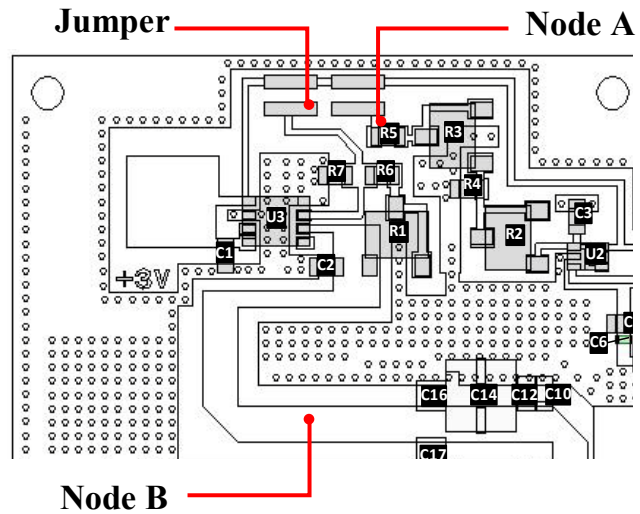 Jumper
Node A
R5
R3
R7
R6
R4
U3
R1
R2
C3
C1
C2
U2
+3V
C6
C16
C14
C12
C10
C17
Node B